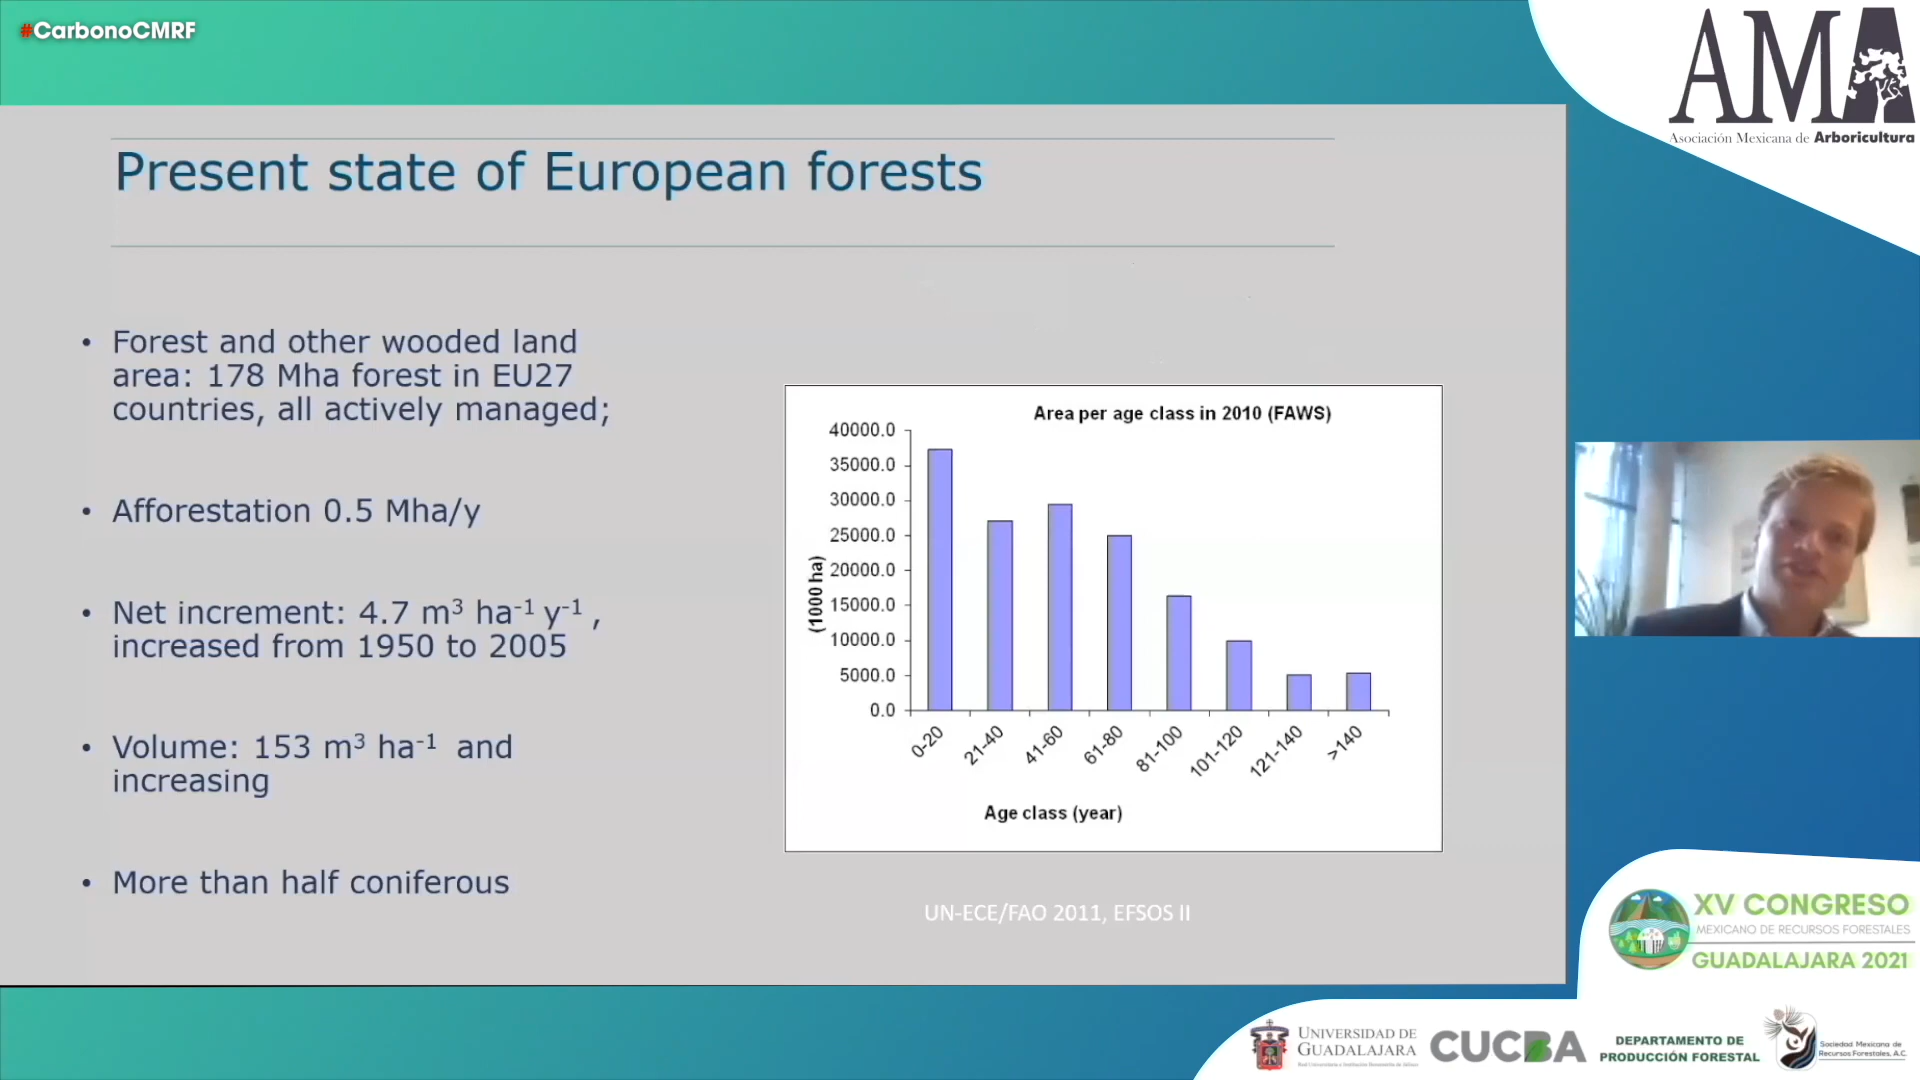 #CarbonoCMRF
AMA
Asociación Mexicana de Arboricultura
Present state of European forests
• Forest and other wooded land
area: 178 Mha forest in EU27
countries, all actively managed;
• Afforestation 0.5 Mha/y
• Net increment: 4.7 m³ ha⁻¹ y⁻¹ ,
increased from 1950 to 2005
• Volume: 153 m³ ha⁻¹ and
increasing
• More than half coniferous
Area per age class in 2010 (FAWS)
40000.0
35000.0
30000.0
25000.0
20000.0
15000.0
10000.0
5000.0
0.0
(1000 ha)
0-20
21-40
41-60
61-80
81-100
101-120
121-140
>140
Age class (year)
UN-ECE/FAO 2011, EFSOS II
XV CONGRESO
MEXICANO DE RECURSOS FORESTALES
GUADALAJARA 2021
UNIVERSIDAD DE
GUADALAJARA
CUCBA
DEPARTAMENTO DE
PRODUCCIÓN FORESTAL
Sociedad Mexicana de
Recursos Forestales, A.C.